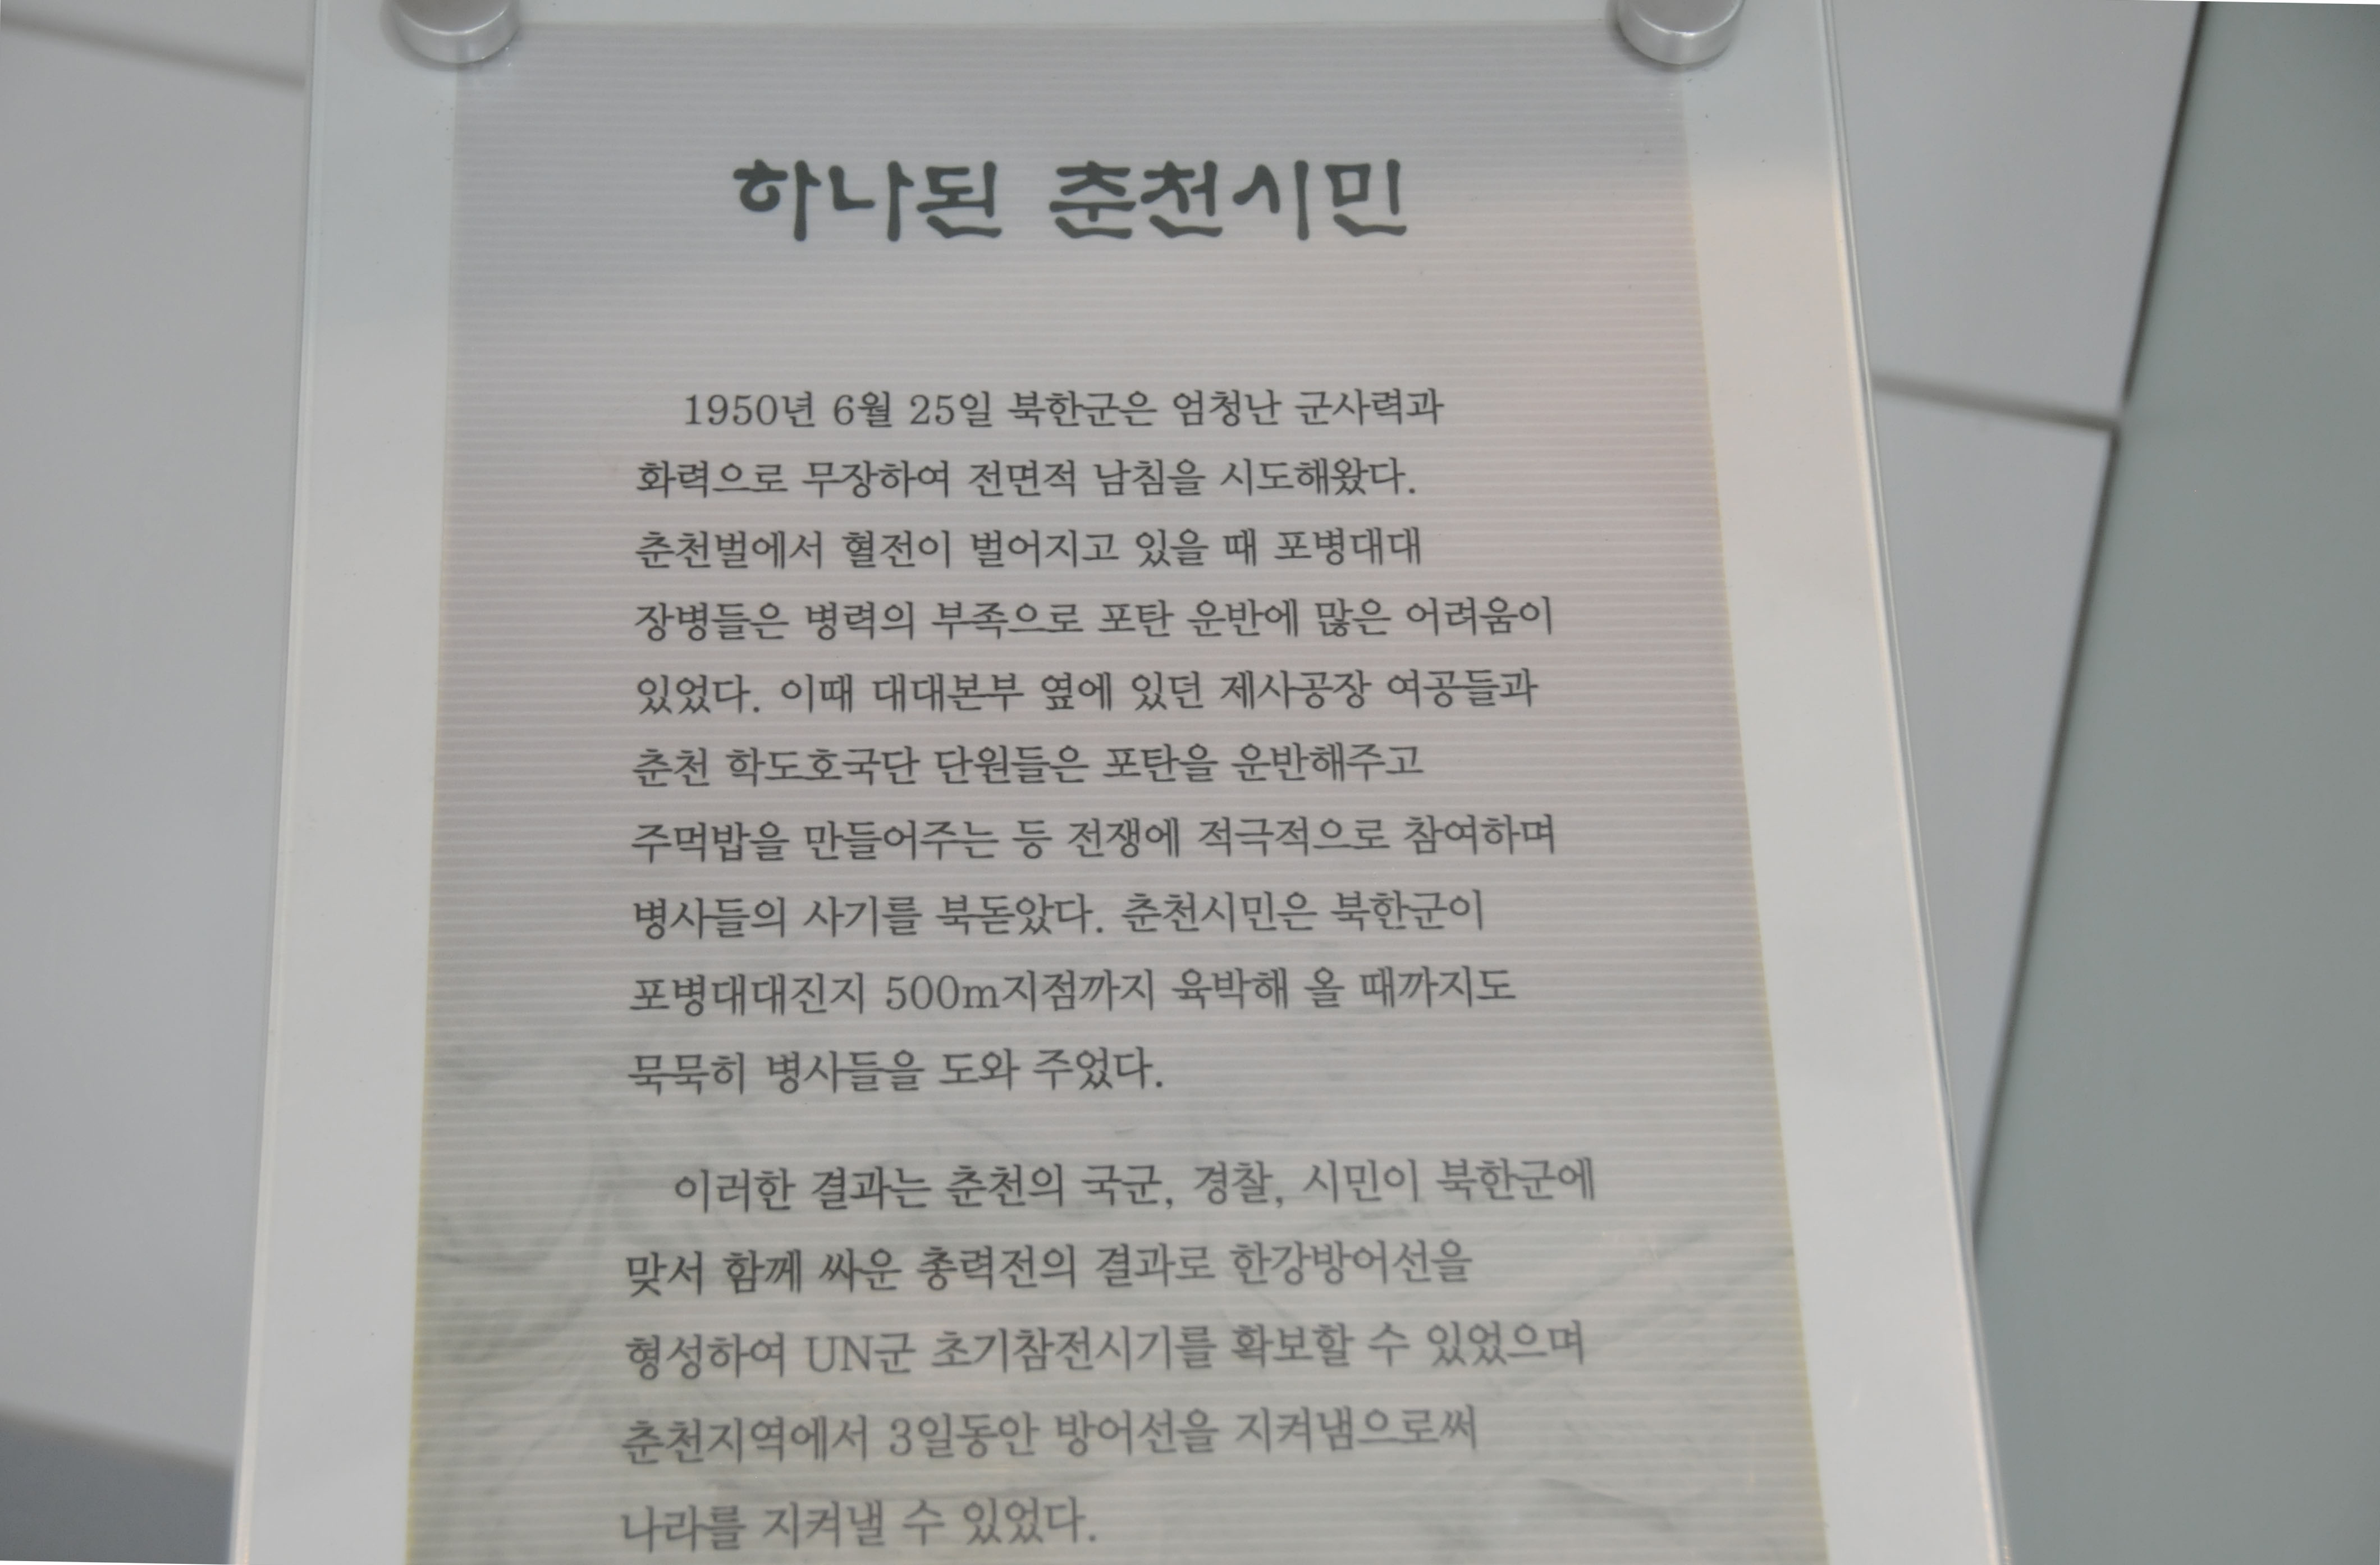 하나된 춘천시민
1950년 6월 25일 북한군은 엄청난 군사력과
화력으로 무장하여 전면적 남침을 시도해왔다.
춘천벌에서 혈전이 벌어지고 있을 때 포병대대
장병들은 병력의 부족으로 포탄 운반에 많은 어려움이
있었다. 이때 대대본부 옆에 있던 제사공장 여공들과
춘천 학도호국단 단원들은 포탄을 운반해주고
주먹밥을 만들어주는 등 전쟁에 적극적으로 참여하며
병사들의 사기를 북돋았다. 춘천시민은 북한군이
포병대대진지 500m지점까지 육박해 올 때까지도
묵묵히 병사들을 도와 주었다.
이러한 결과는 춘천의 국군, 경찰, 시민이 북한군에
맞서 함께 싸운 총력전의 결과로 한강방어선을
형성하여 UN군 초기참전시기를 확보할 수 있었으며
춘천지역에서 3일동안 방어선을 지켜냄으로써
나라를 지켜낼 수 있었다.